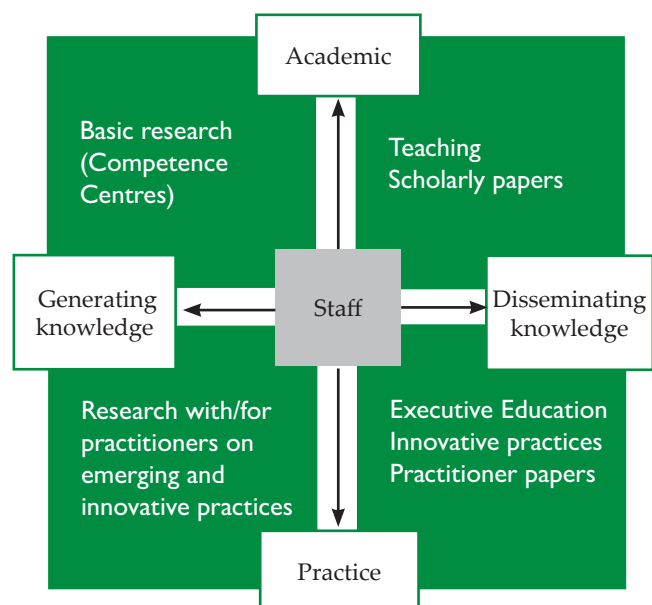 Academic
Basic research
(Competence
Centres)
Teaching
Scholarly papers
Generating
knowledge
Staff
Disseminating
knowledge
Research with/for
practitioners on
emerging and
innovative practices
Executive Education
Innovative practices
Practitioner papers
Practice